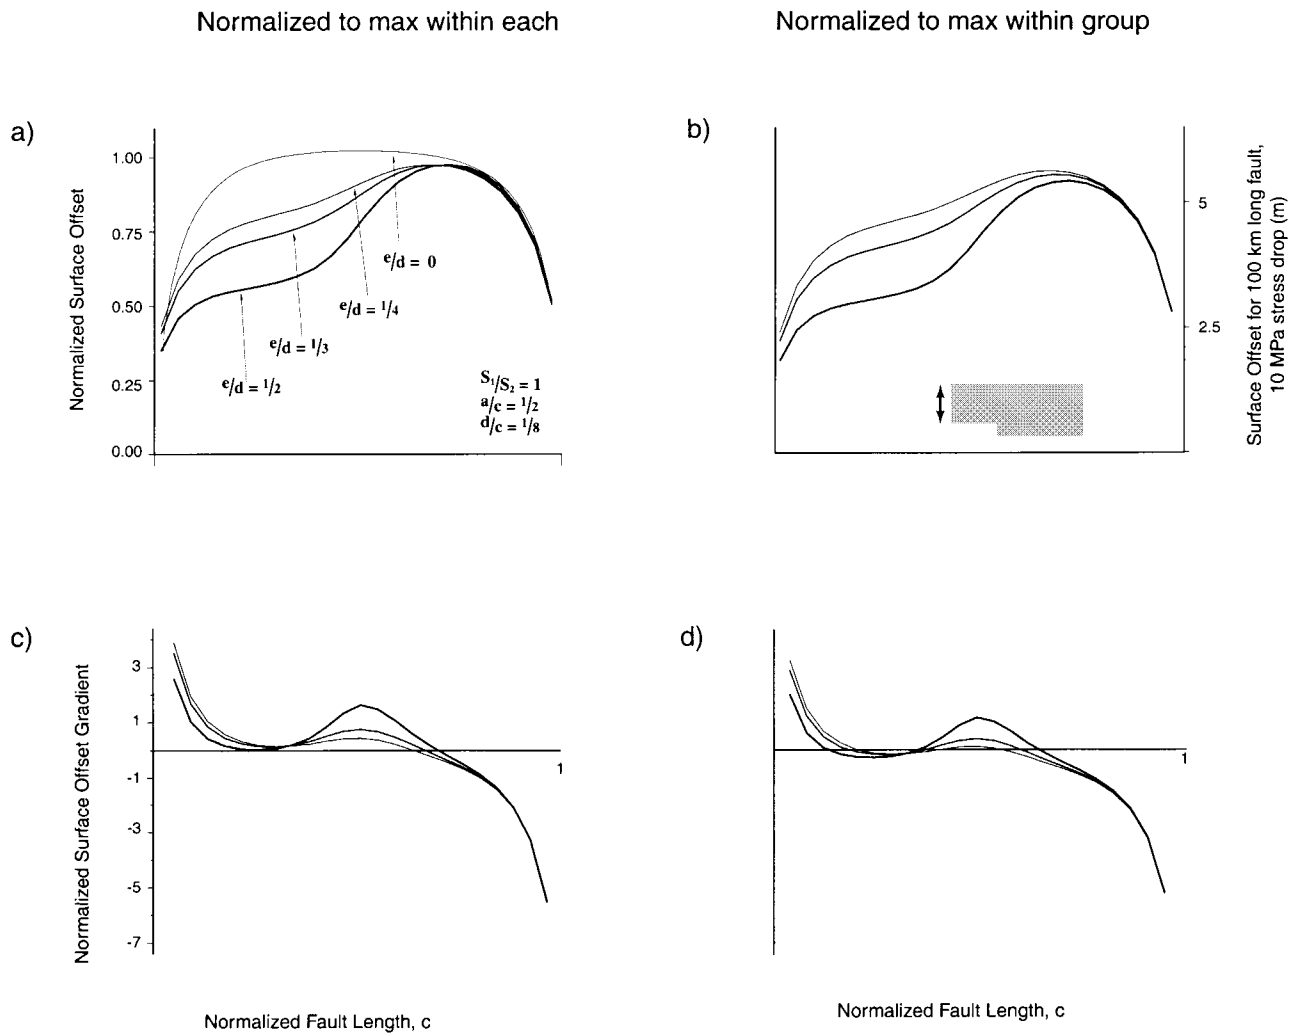 Normalized to max within each
Normalized to max within group
a)
Normalized Surface Offset
1.00
0.75
0.50
0.25
0.00
e/d = 0
e/d = 1/4
e/d = 1/3
e/d = 1/2
S1/S2 = 1
a/c = 1/2
d/c = 1/8
b)
5
2.5
Surface Offset for 100 km long fault,
10 MPa stress drop (m)
c)
Normalized Surface Offset Gradient
3
1
-1
-3
-5
-7
1
d)
1
Normalized Fault Length, c
Normalized Fault Length, c